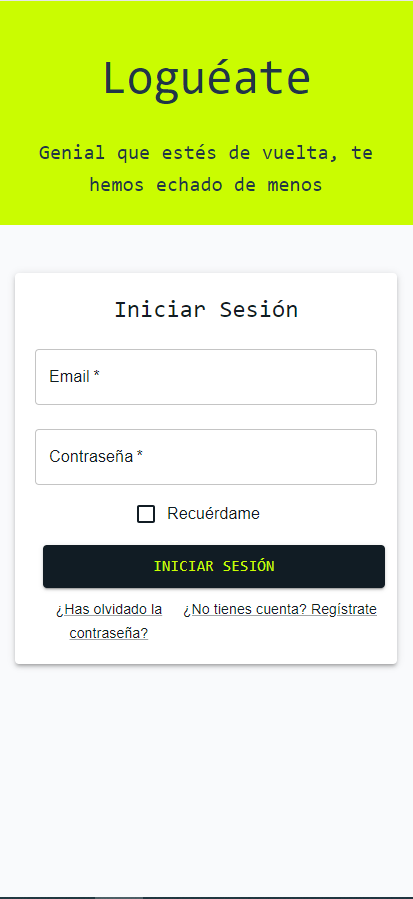 Loguéate
Genial que estés de vuelta, te
hemos echado de menos
Iniciar Sesión
Email *
Contraseña *
Recuérdame
INICIAR SESIÓN
¿Has olvidado la
contraseña?
¿No tienes cuenta? Regístrate